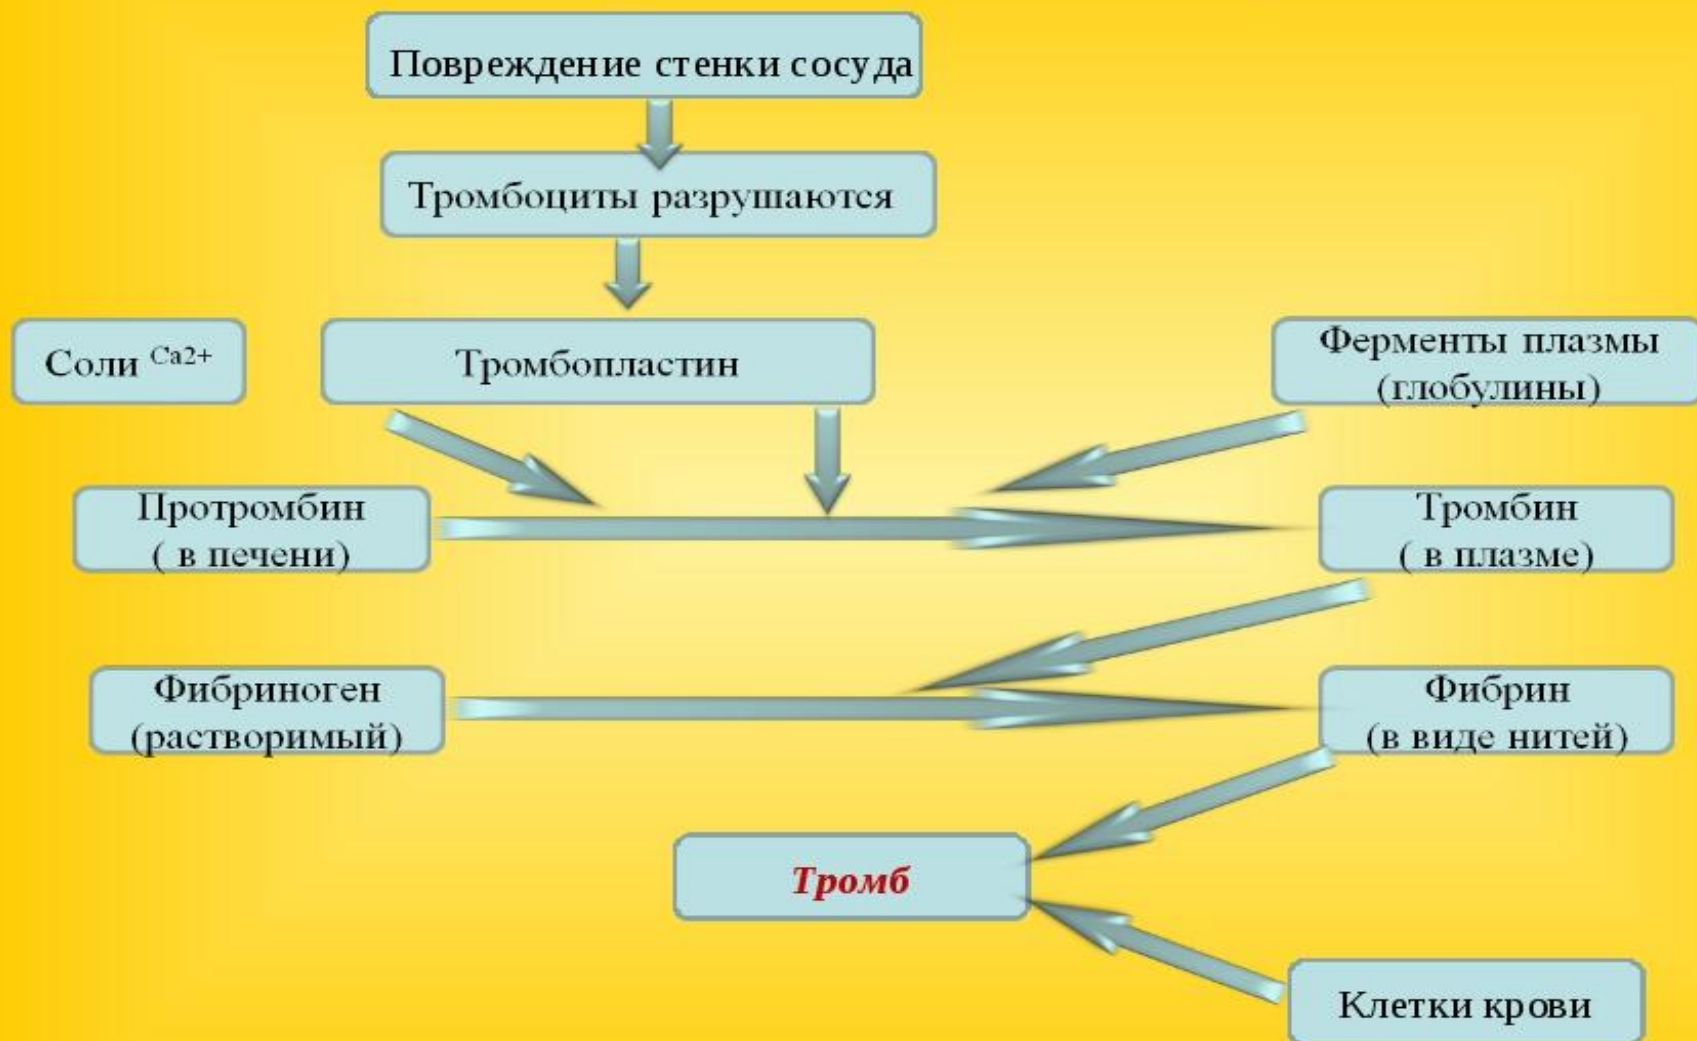 Повреждение стенки сосуда
Тромбоциты разрушаются
Соли Ca2+
Тромбопластин
Ферменты плазмы
(глобулины)
Протромбин
( в печени)
Тромбин
( в плазме)
Фибриноген
(растворимый)
Фибрин
(в виде нитей)
Тромб
Клетки крови